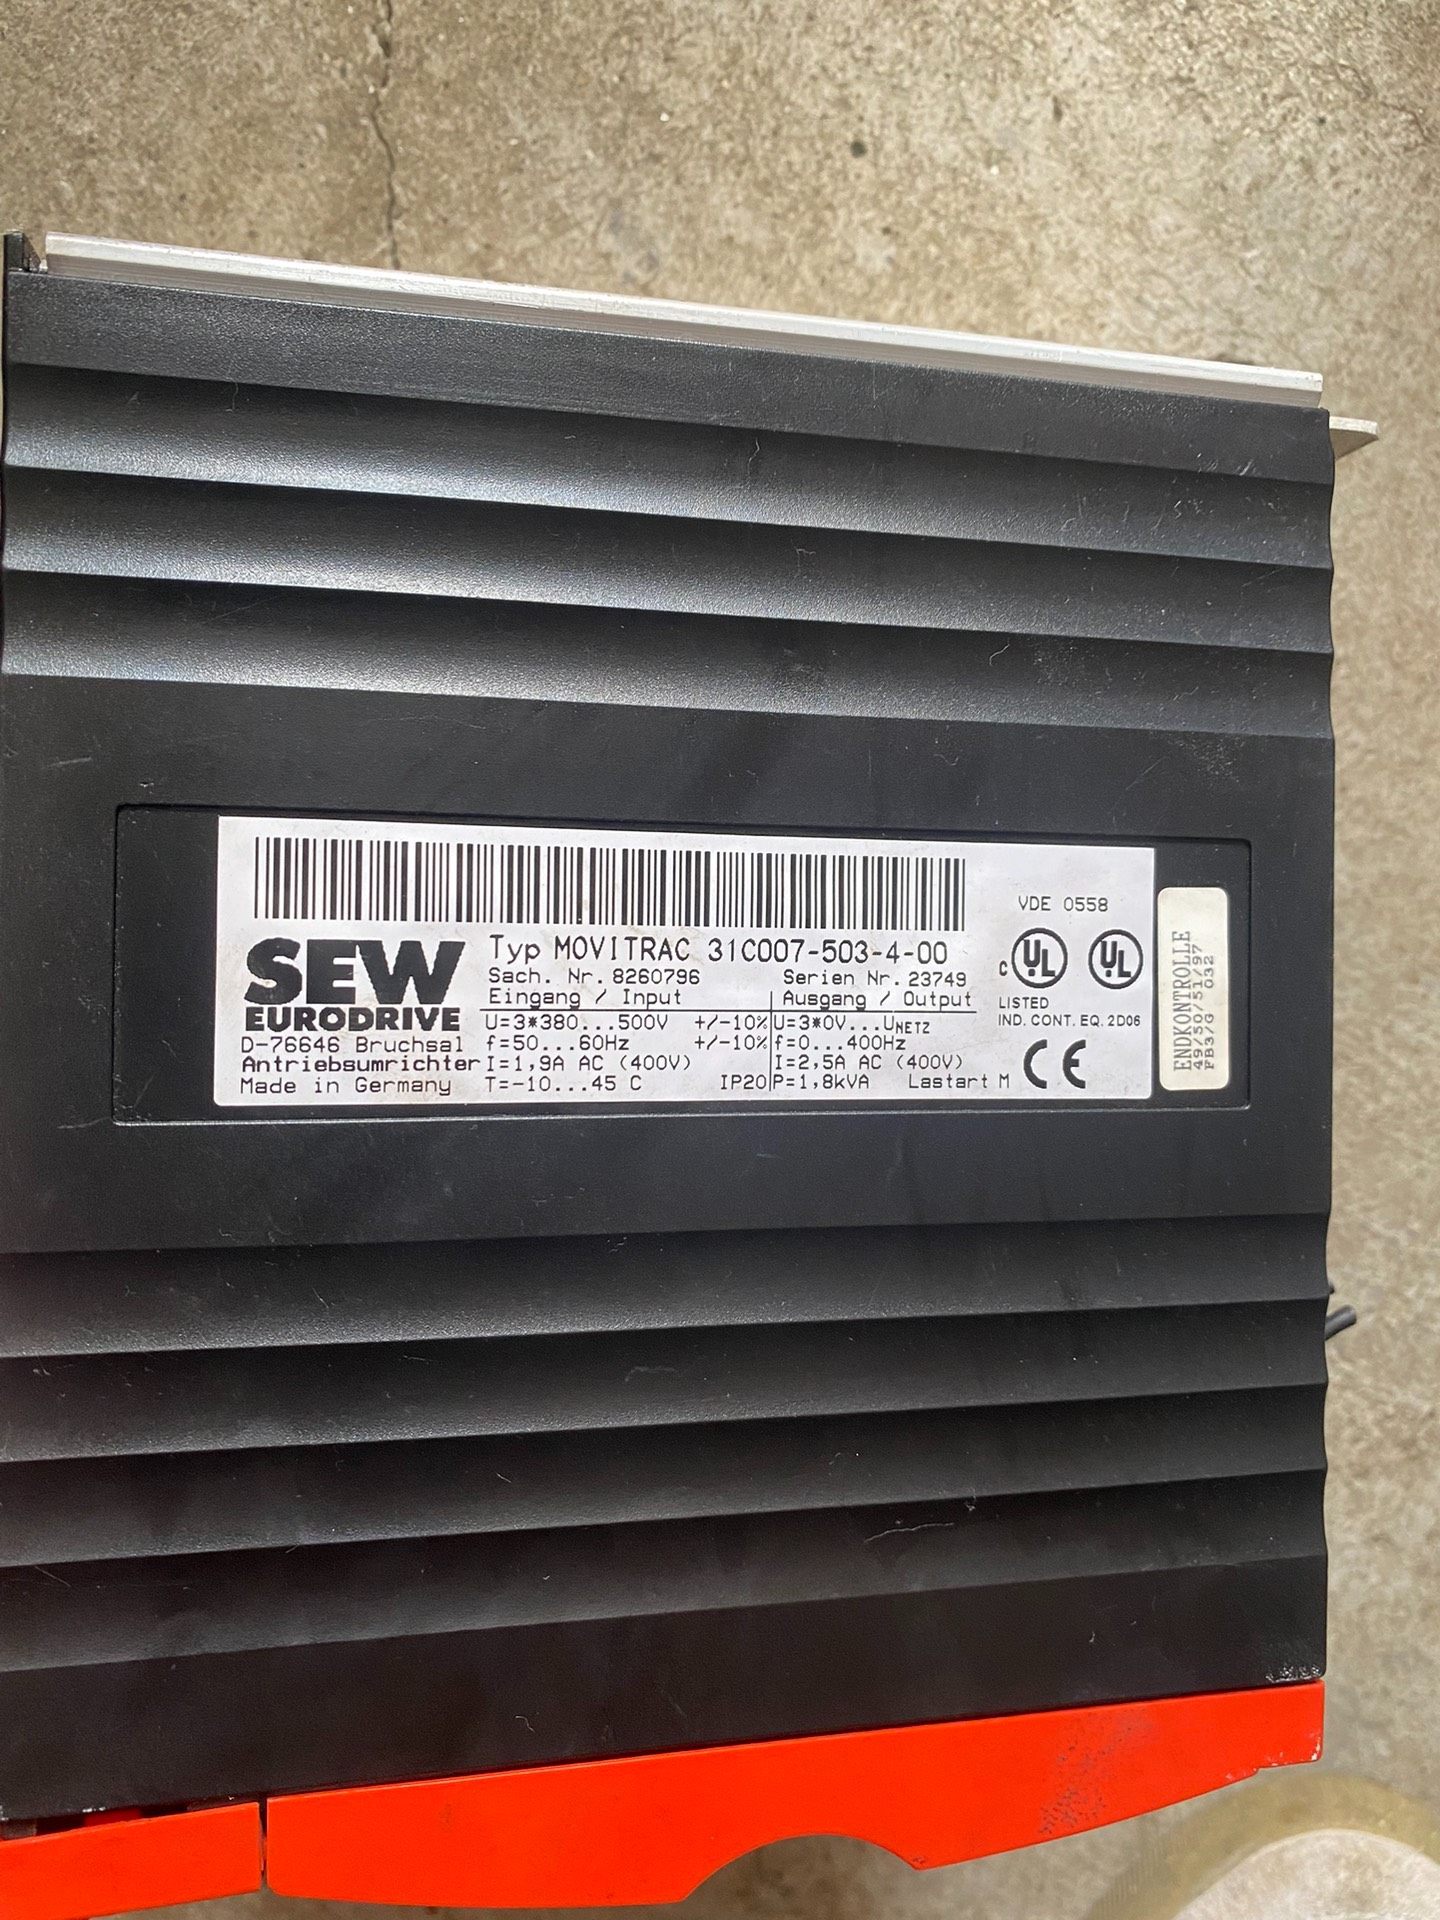 VDE 0558
SEW
EURODRIVE
D-76646 Bruchsal
Antriebsumrichter
Made in Germany
Typ MOVITRAC 31C007-503-4-00
Sach. Nr. 8260796 Serien Nr. 23749
Eingang / Input Ausgang / Output
U=3*380...500V +/-10% U=3*0V...UNETZ
f=50...60Hz +/-10% f=0...400Hz
I=1,9A AC (400V) I=2,5A AC (400V)
T=-10...45 C IP20 P=1,8kVA Lastart M
c UL UL
LISTED
IND. CONT. EQ. 2D06
CE
ENDKONTROLLE
49/50/51/97
FB3/G 032